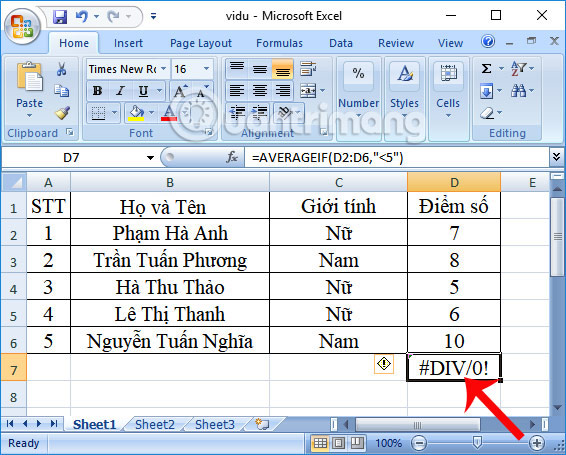 vidu - Microsoft Excel
Home Insert Page Layout Formulas Data Review View
Times New Ro 16
Paste B I U A A A Number Styles Cells Σ
Clipboard Font Alignment Editing
Quantrimang
D7 fx =AVERAGEIF(D2:D6,"<5")
A B C D E
1 STT Họ và Tên Giới tính Điểm số
2 1 Phạm Hà Anh Nữ 7
3 2 Trần Tuấn Phương Nam 8
4 3 Hà Thu Thảo Nữ 5
5 4 Lê Thị Thanh Nữ 6
6 5 Nguyễn Tuấn Nghĩa Nam 10
7 #DIV/0!
8
Sheet1 Sheet2 Sheet3
Ready 100%